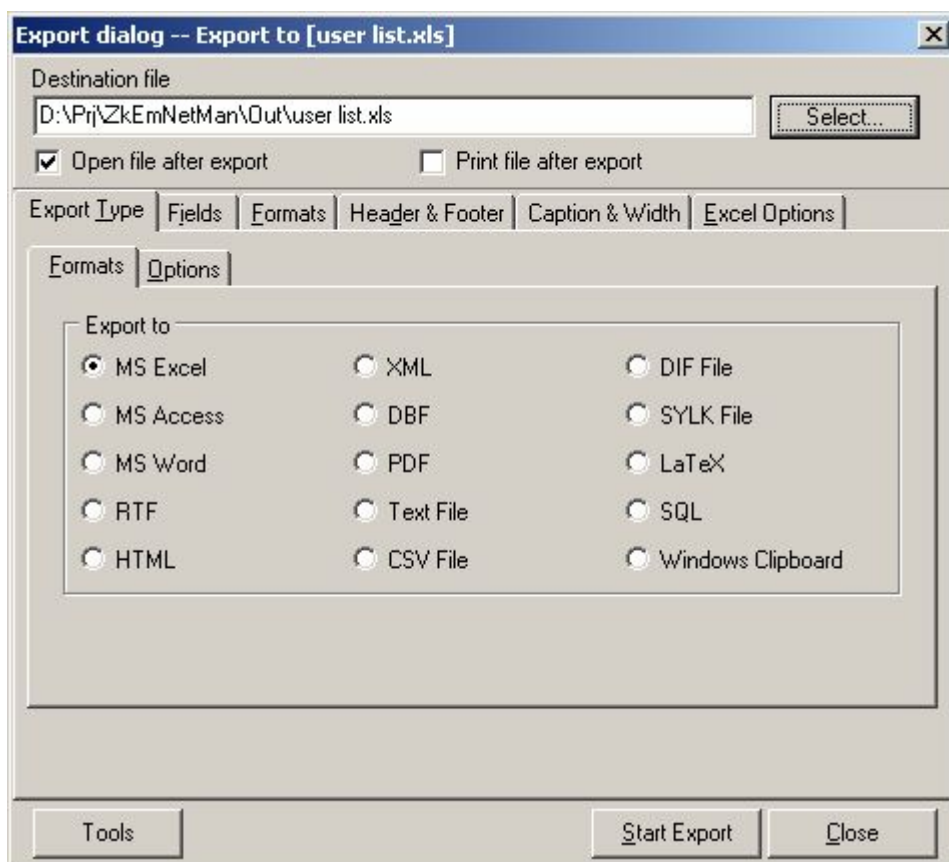 Export dialog -- Export to [user list.xls]
Destination file
D:\Prj\ZkEmNetMan\Out\user list.xls
Select...
Open file after export Print file after export
Export Type Fields Formats Header & Footer Caption & Width Excel Options
Formats Options
Export to
MS Excel XML DIF File
MS Access DBF SYLK File
MS Word PDF LaTeX
RTF Text File SQL
HTML CSV File Windows Clipboard
Tools Start Export Close